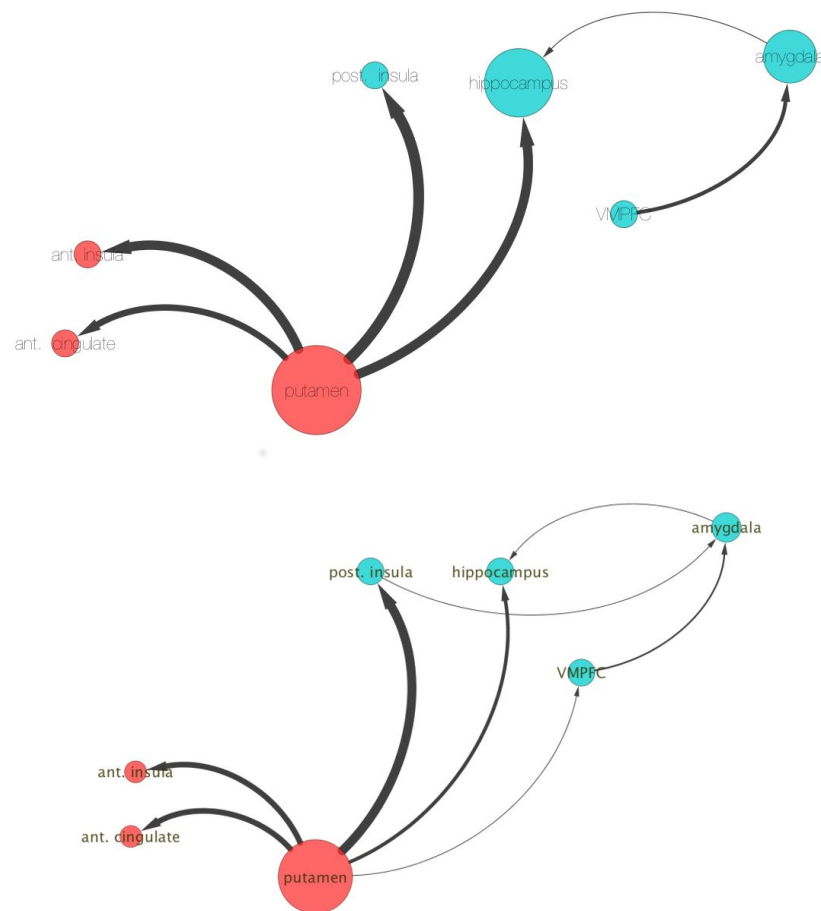 post. insula
hippocampus
amygdala
VMPFC
ant. insula
ant. cingulate
putamen
amygdala
post. insula
hippocampus
VMPFC
ant. insula
ant. cingulate
putamen